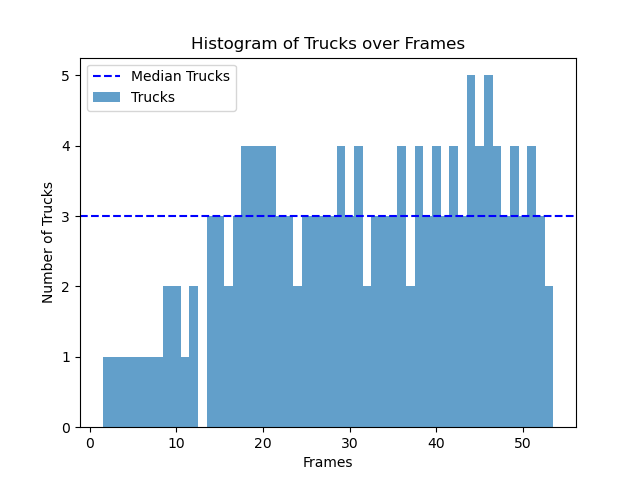 Histogram of Trucks over Frames
Median Trucks
Trucks
Number of Trucks
5
4
3
2
1
0
0 10 20 30 40 50
Frames